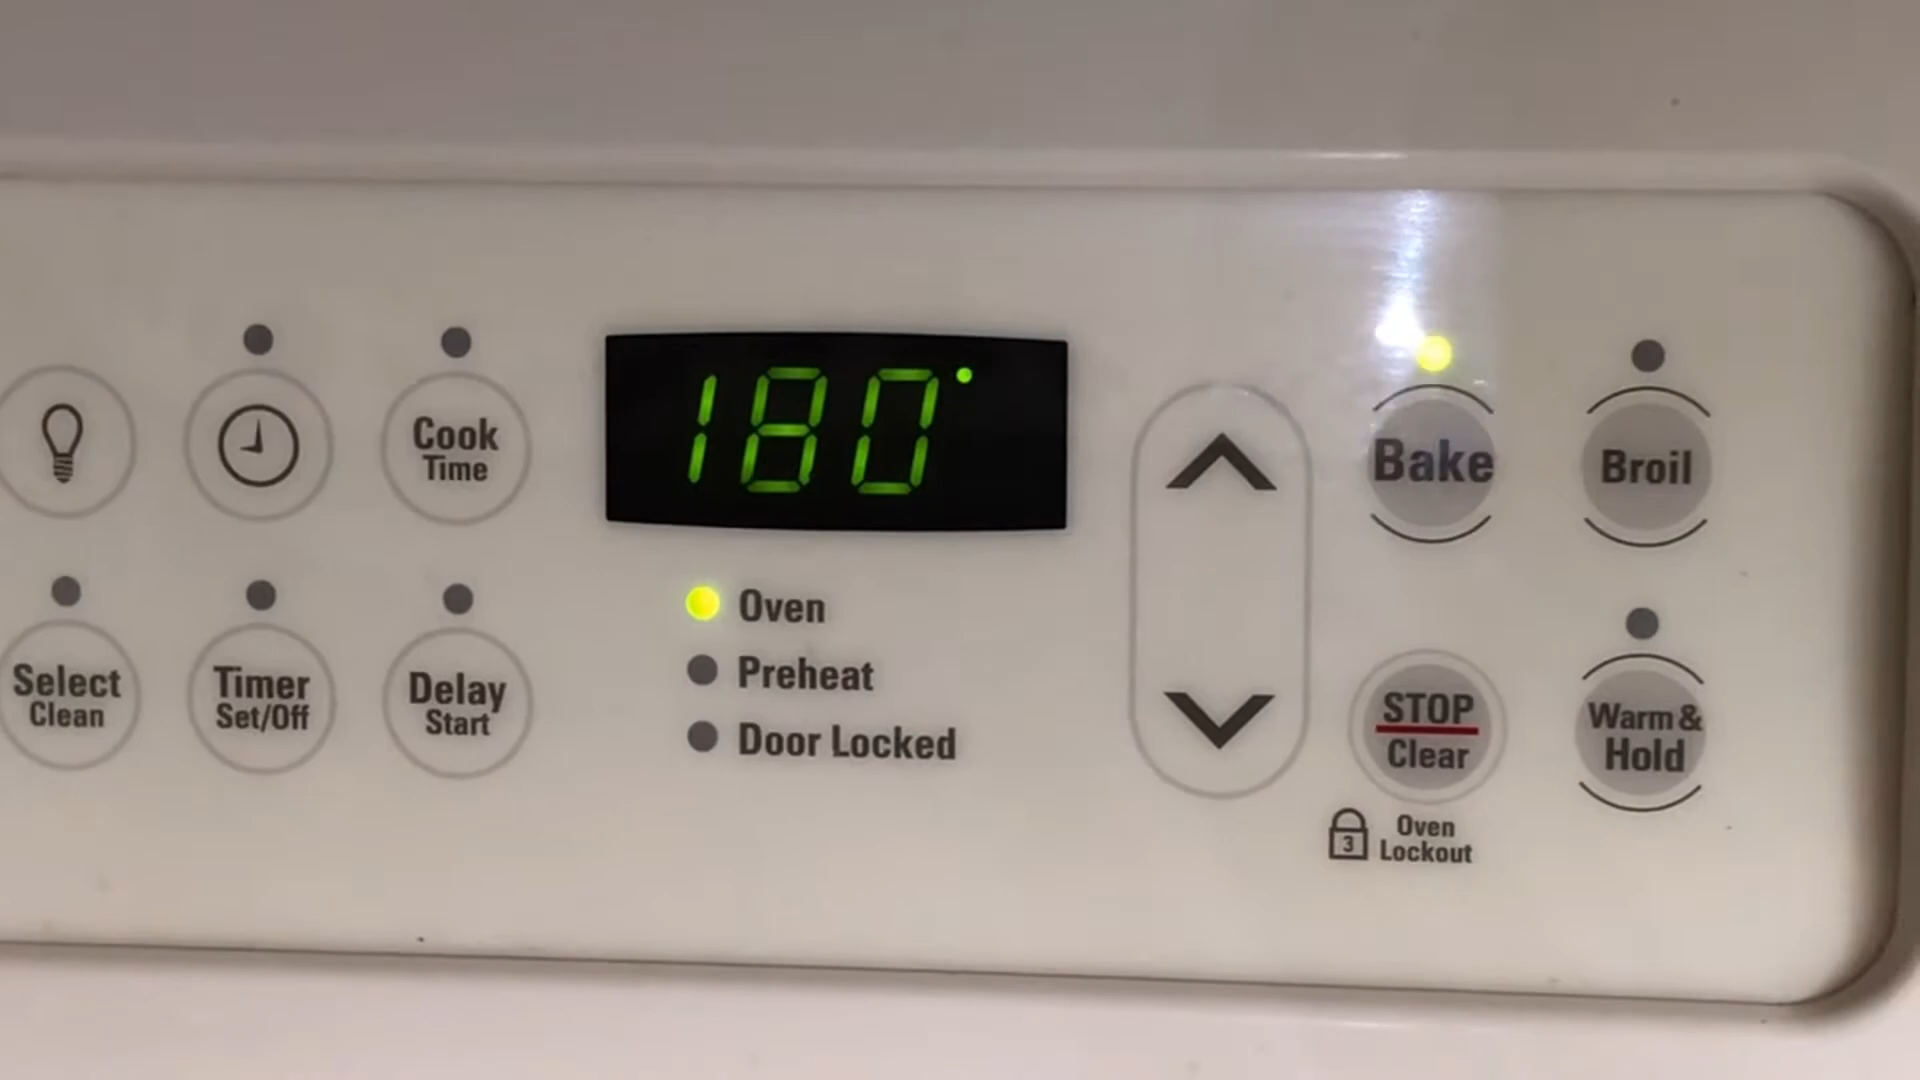 180°
Cook
Time
Bake
Broil
Oven
Preheat
Door Locked
Select
Clean
Timer
Set/Off
Delay
Start
STOP
Clear
Warm &
Hold
3
Oven
Lockout